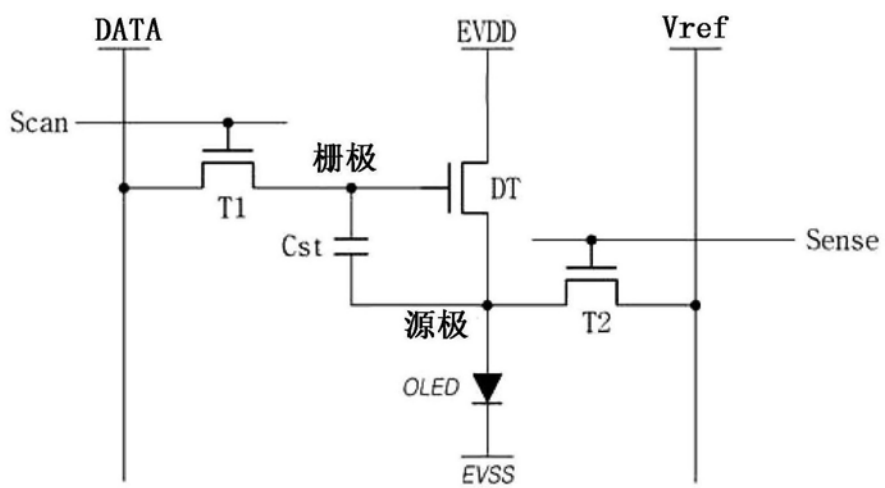 DATA
EVDD
Vref
Scan
栅极
T1
DT
Cst
Sense
源极
T2
OLED
EVSS